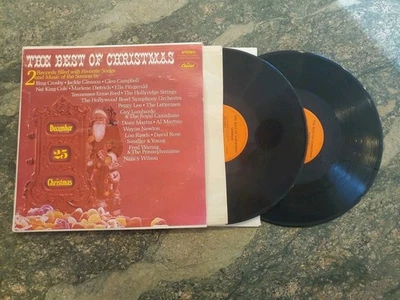 THE BEST OF CHRISTMAS
STEREO
Capitol
2 Records filled with Favorite Songs
and Music of the Season by
Bing Crosby • Jackie Gleason • Glen Campbell
Nat King Cole • Marlene Dietrich • Ella Fitzgerald
Tennessee Ernie Ford • The Hollyridge Strings
The Hollywood Bowl Symphony Orchestra
Peggy Lee • The Lettermen
Guy Lombardo
& The Royal Canadians
Dean Martin • Al Martino
Wayne Newton
Lou Rawls • David Rose
Sandler & Young
Fred Waring
& The Pennsylvanians
Nancy Wilson
December
25
Christmas